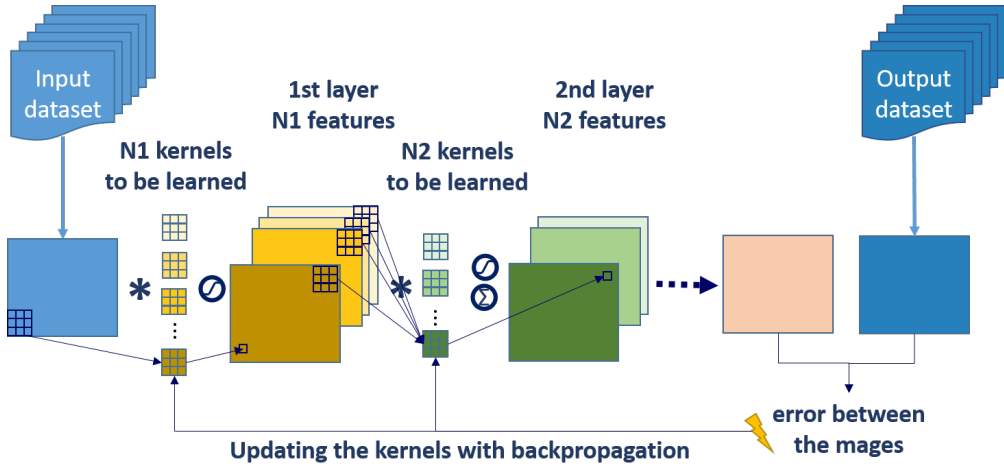 Input
dataset
1st layer
N1 features
2nd layer
N2 features
Output
dataset
N1 kernels
to be learned
N2 kernels
to be learned
*
*
Σ
error between
the mages
Updating the kernels with backpropagation